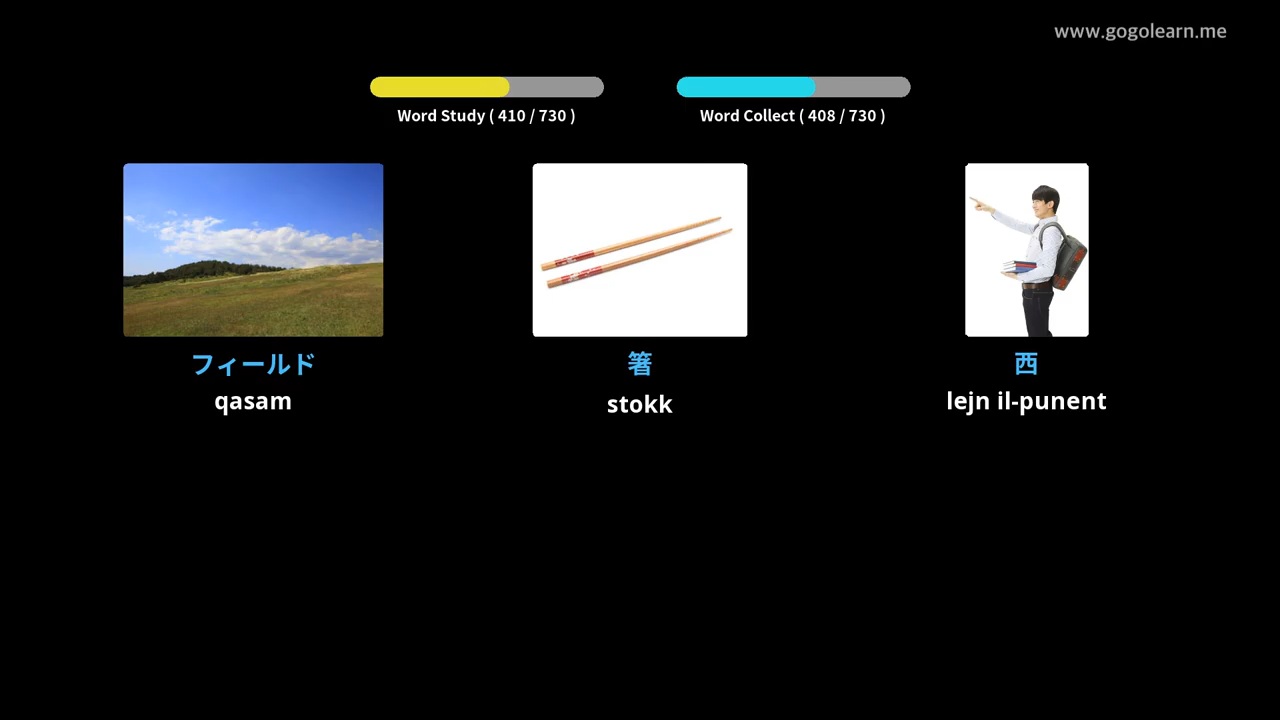 www.gogolearn.me
Word Study ( 410 / 730 )
Word Collect ( 408 / 730 )
フィールド
qasam
箸
stokk
西
lejn il-punent